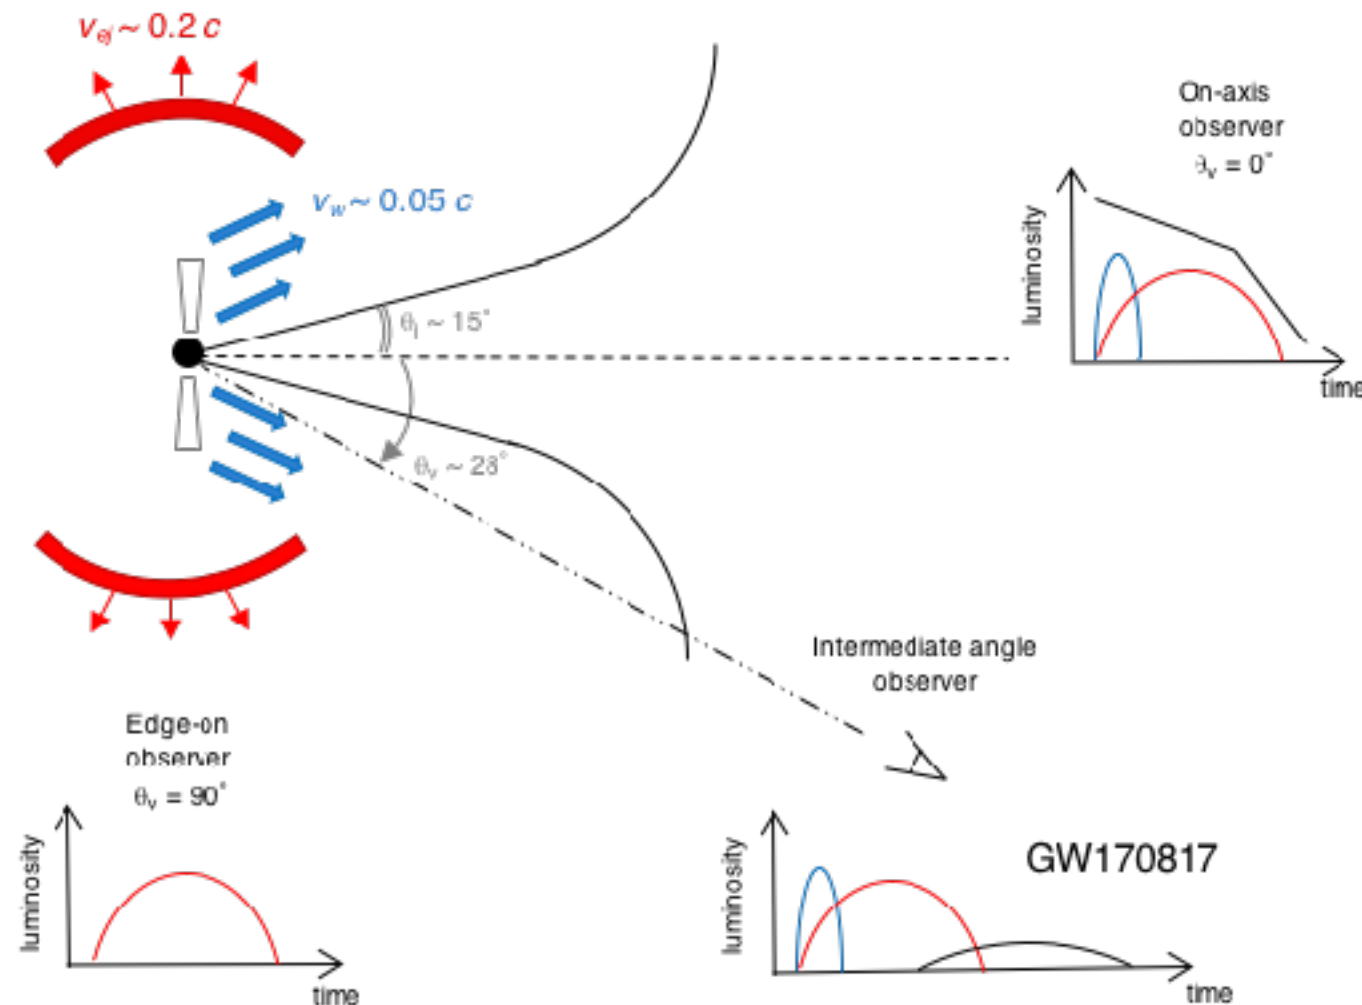 v_ej ~ 0.2 c
On-axis
observer
θ_v = 0°
luminosity
time
v_w ~ 0.05 c
θ_j ~ 15°
θ_v ~ 28°
Intermediate angle
observer
Edge-on
observer
θ_v = 90°
luminosity
time
GW170817
luminosity
time